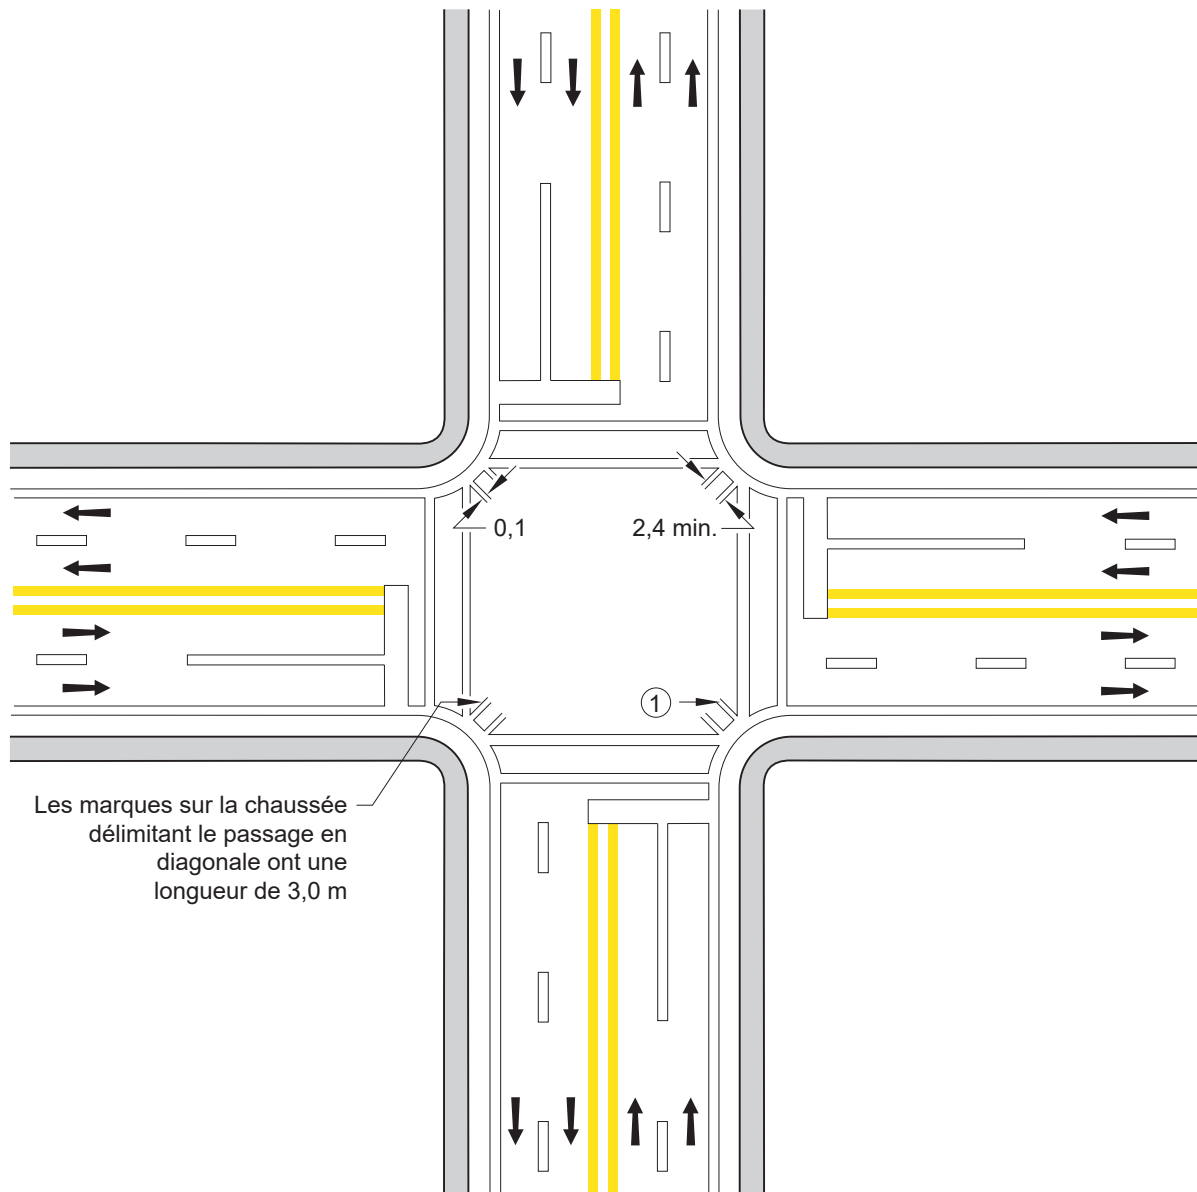 0,1
2,4 min.
1
Les marques sur la chaussée
délimitant le passage en
diagonale ont une
longueur de 3,0 m